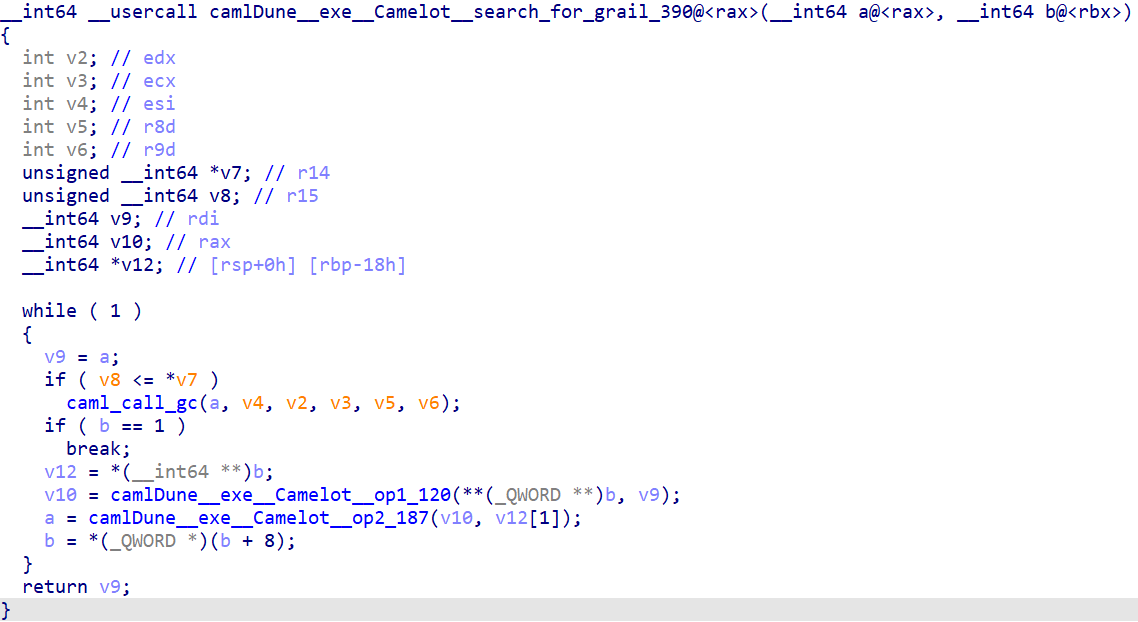 __int64 __usercall camlDune__exe__Camelot__search_for_grail_390@<rax>(__int64 a@<rax>, __int64 b@<rbx>)
{
  int v2; // edx
  int v3; // ecx
  int v4; // esi
  int v5; // r8d
  int v6; // r9d
  unsigned __int64 *v7; // r14
  unsigned __int64 v8; // r15
  __int64 v9; // rdi
  __int64 v10; // rax
  __int64 *v12; // [rsp+0h] [rbp-18h]

  while ( 1 )
  {
    v9 = a;
    if ( v8 <= *v7 )
      caml_call_gc(a, v4, v2, v3, v5, v6);
    if ( b == 1 )
      break;
    v12 = *(__int64 **)b;
    v10 = camlDune__exe__Camelot__op1_120(**(_QWORD **)b, v9);
    a = camlDune__exe__Camelot__op2_187(v10, v12[1]);
    b = *(_QWORD *)(b + 8);
  }
  return v9;
}